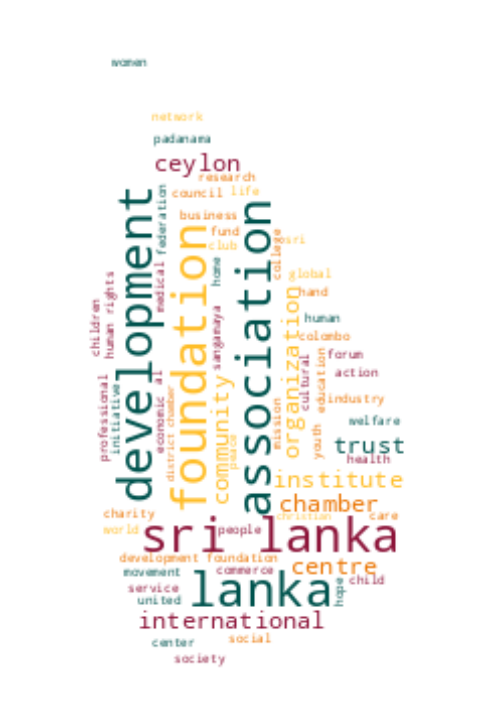 women
network
padanama
ceylon
research
council
life
federation
development
business
association
fund
foundation
club
sri
college
home
medical
global
human rights
hand
children
organization
sanganaya
human
colombo
forum
education
cultural
action
economic al
professional
initiative
community
district chamber
industry
mission
welfare
youth
peace
trust
health
institute
chamber
charity
christian
care
world
sri lanka
people
development foundation
centre
movement
commerce
lanka
child
hope
service
united
international
center
social
society